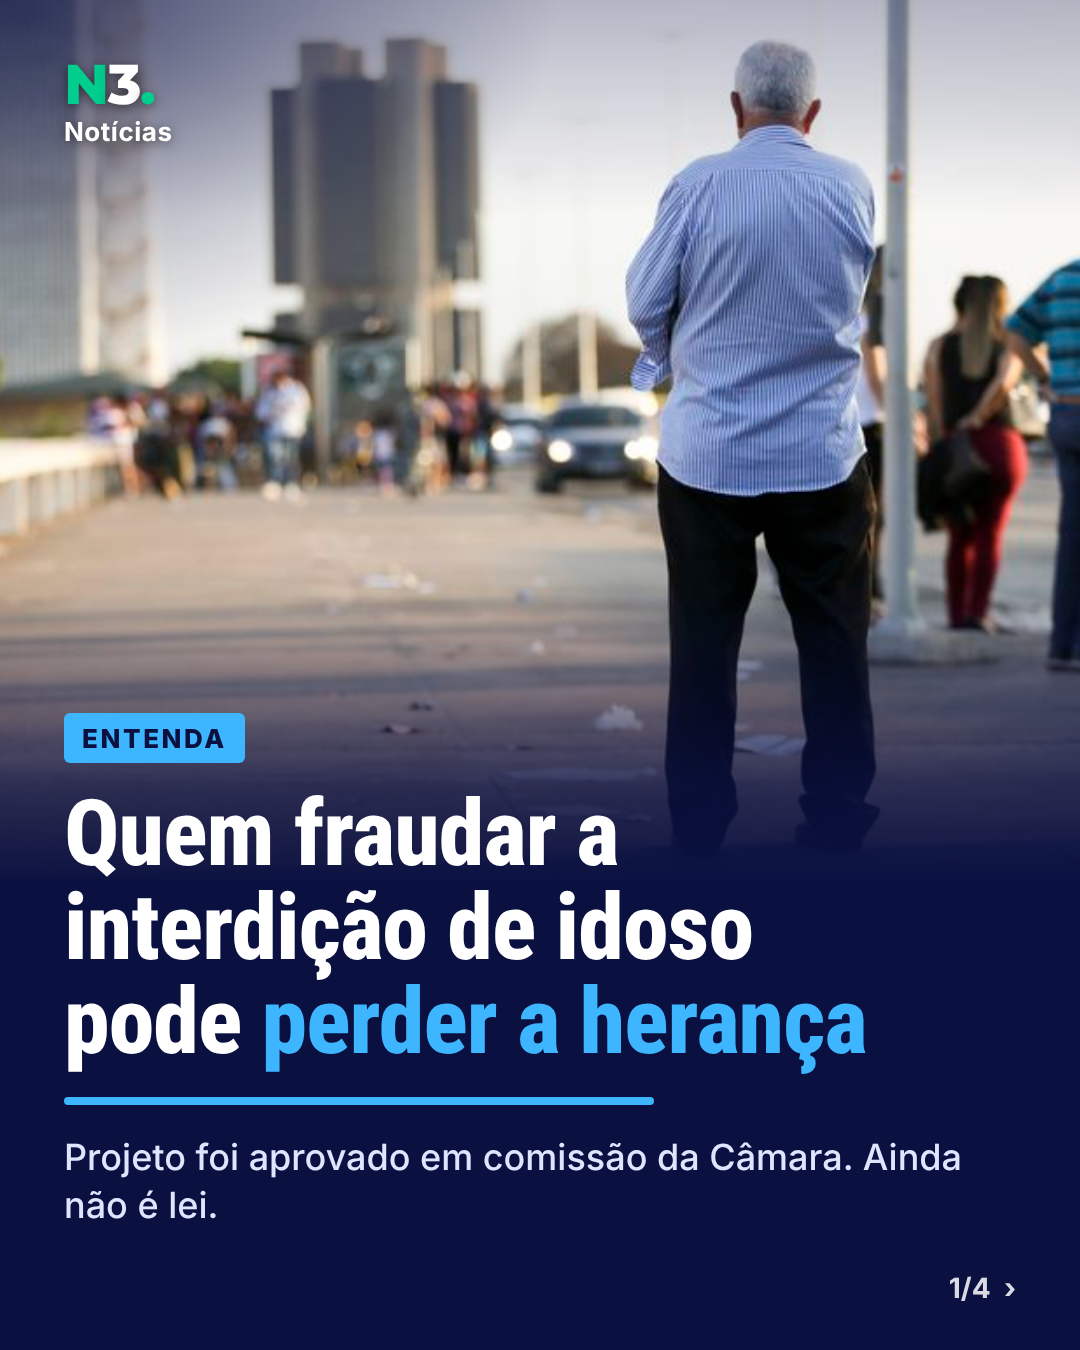 N3.
Notícias
ENTENDA
Quem fraudar a
interdição de idoso
pode perder a herança
Projeto foi aprovado em comissão da Câmara. Ainda
não é lei.
1/4 ›